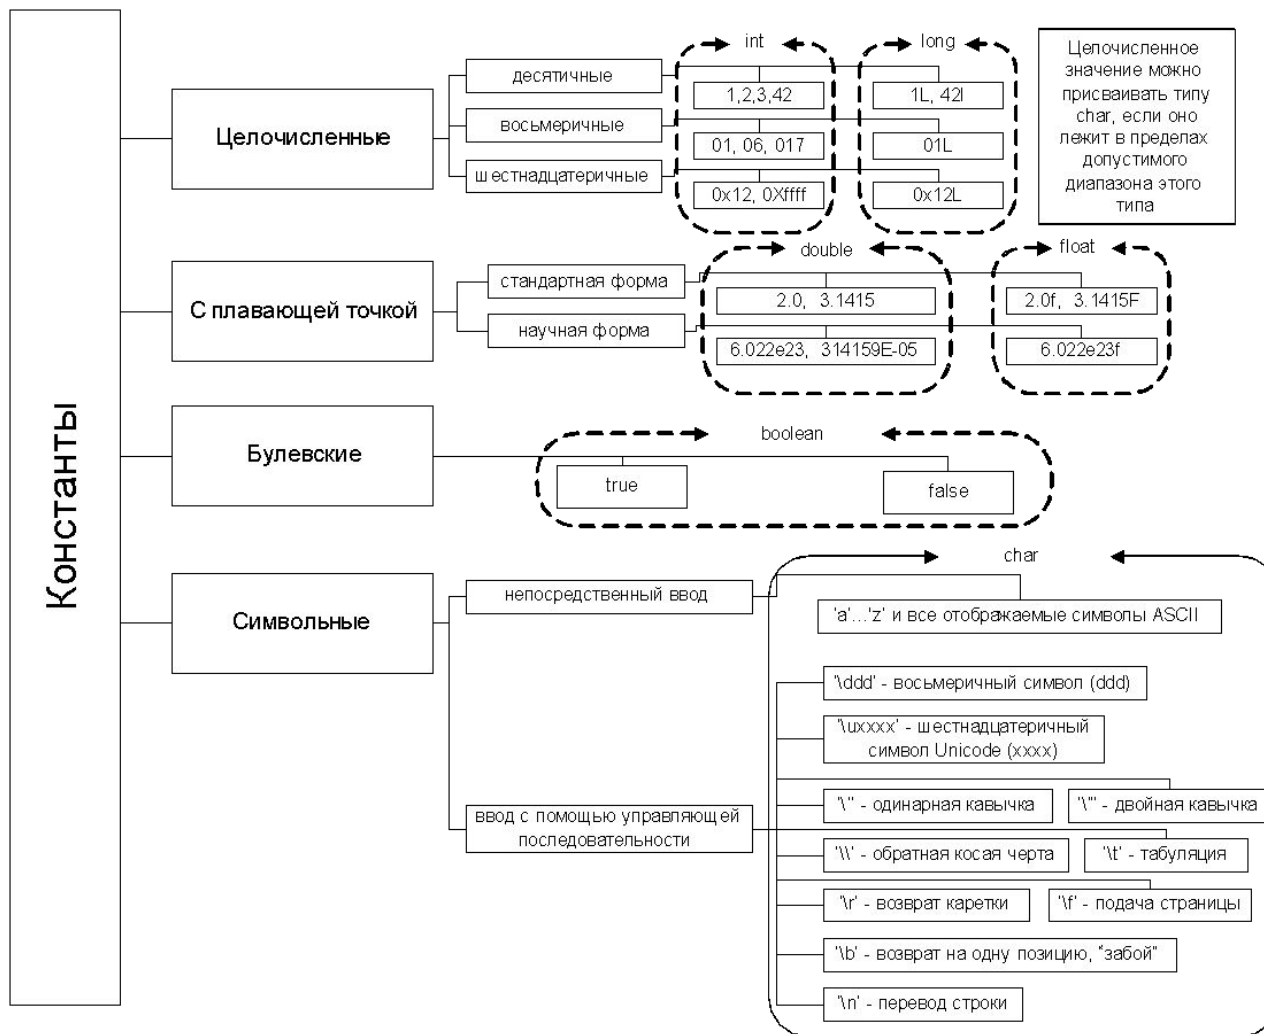 Константы
Целочисленные
десятичные
восьмеричные
шестнадцатеричные
int
1,2,3,42
01, 06, 017
0x12, 0Xffff
long
1L, 42l
01L
0x12L
Целочисленное
значение можно
присваивать типу
char, если оно
лежит в пределах
допустимого
диапазона этого
типа
С плавающей точкой
стандартная форма
научная форма
double
2.0, 3.1415
6.022e23, 314159E-05
float
2.0f, 3.1415F
6.022e23f
Булевские
boolean
true
false
Символьные
непосредственный ввод
char
'a'...'z' и все отображаемые символы ASCII
ввод с помощью управляющей
последовательности
'\ddd' - восьмеричный символ (ddd)
'\uxxxx' - шестнадцатеричный
символ Unicode (xxxx)
'\'' - одинарная кавычка
'\"' - двойная кавычка
'\\' - обратная косая черта
'\t' - табуляция
'\r' - возврат каретки
'\f' - подача страницы
'\b' - возврат на одну позицию, "забой"
'\n' - перевод строки